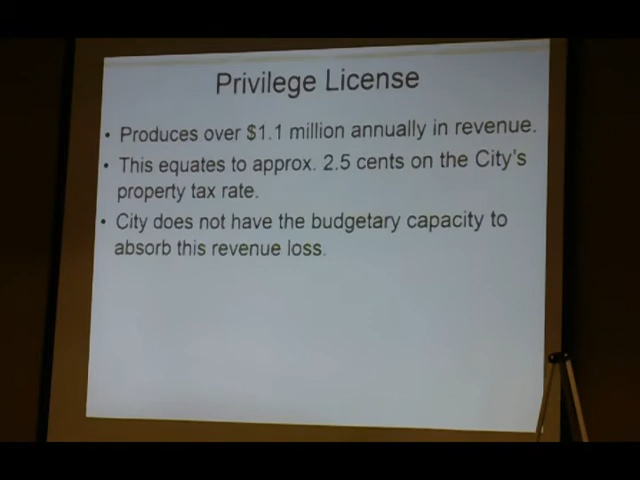 Privilege License
• Produces over $1.1 million annually in revenue.
• This equates to approx. 2.5 cents on the City's
property tax rate.
• City does not have the budgetary capacity to
absorb this revenue loss.